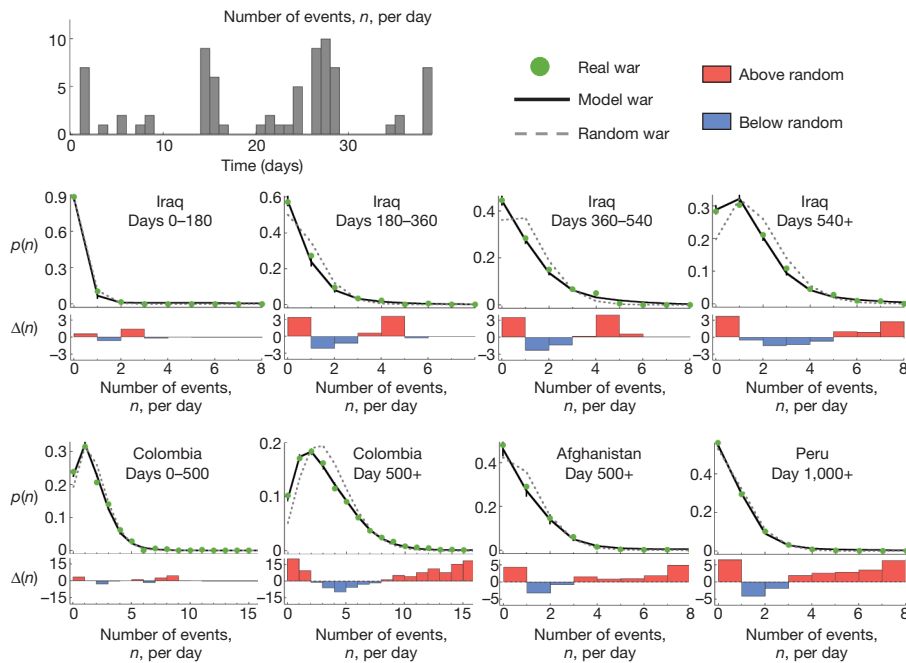 Number of events, n, per day
10
5
0
0 10 20 30
Time (days)
Real war
Model war
Random war
Above random
Below random
Iraq
Days 0–180
Iraq
Days 180–360
Iraq
Days 360–540
Iraq
Days 540+
p(n)
0.9
0.6
0.3
0
0.6
0.4
0.2
0
0.4
0.2
0
0.3
0.2
0.1
0
Δ(n)
3
0
−3
3
0
−3
3
0
−3
3
0
−3
0 2 4 6 8
0 2 4 6 8
0 2 4 6 8
0 2 4 6 8
Number of events,
n, per day
Number of events,
n, per day
Number of events,
n, per day
Number of events,
n, per day
Colombia
Days 0–500
Colombia
Day 500+
Afghanistan
Day 500+
Peru
Day 1,000+
p(n)
0.3
0.2
0.1
0
0.2
0.1
0
0.4
0.2
0
0.4
0.2
0
Δ(n)
15
0
−15
15
0
−15
5
0
−5
5
0
−5
0 5 10 15
0 5 10 15
0 2 4 6 8
0 2 4 6 8
Number of events,
n, per day
Number of events,
n, per day
Number of events,
n, per day
Number of events,
n, per day